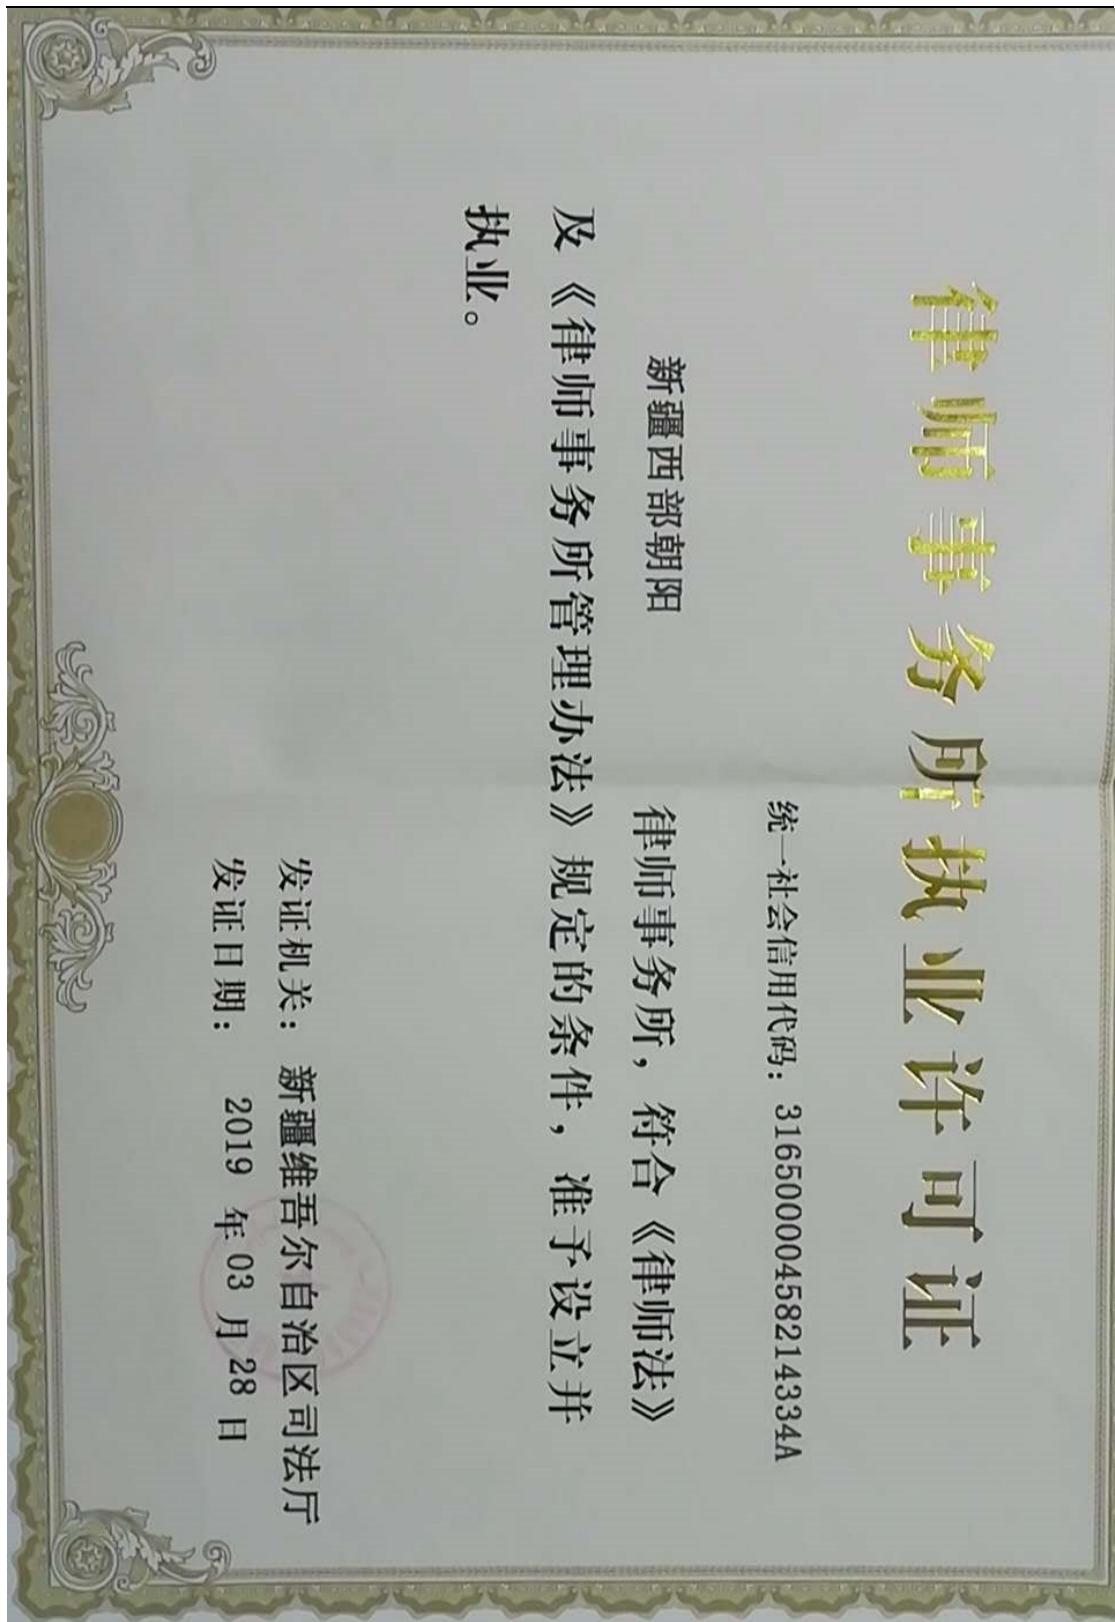 律师事务所执业许可证
统一社会信用代码：31650000458214334A
新疆西部朝阳 律师事务所，符合《律师法》
及《律师事务所管理办法》规定的条件，准予设立并
执业。
发证机关：新疆维吾尔自治区司法厅
发证日期：2019 年 03 月 28 日